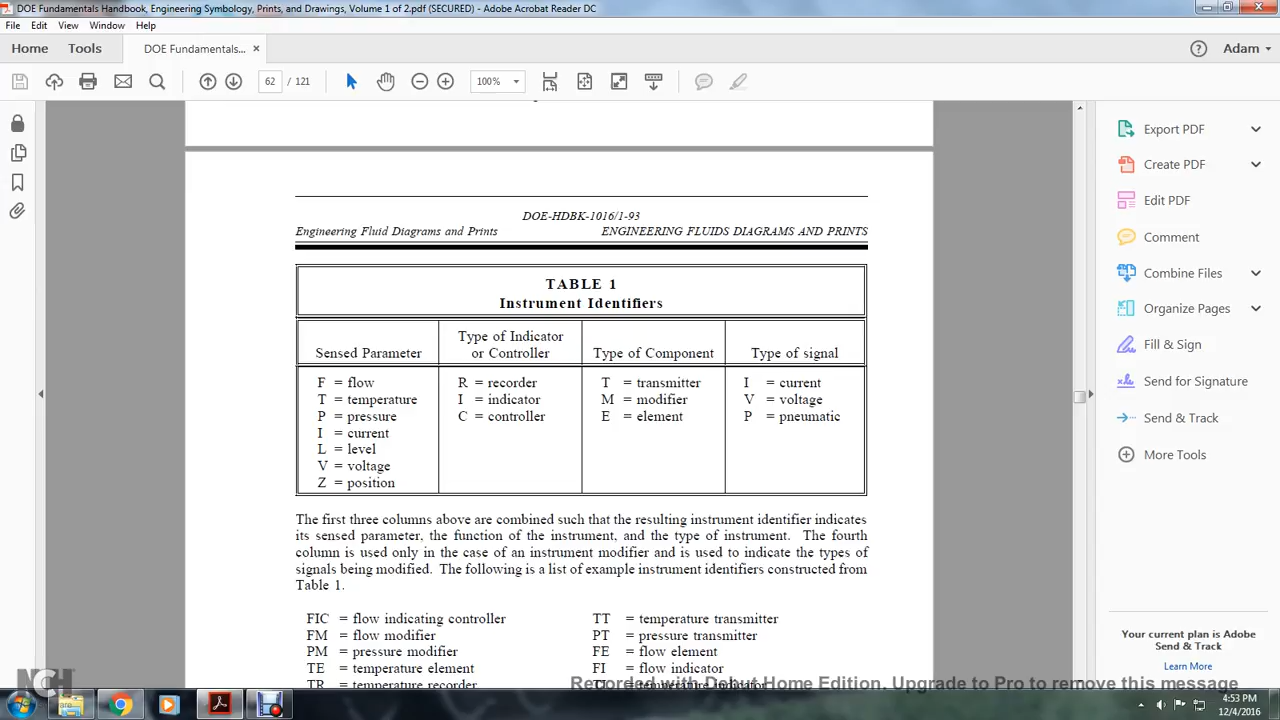 DOE Fundamentals Handbook, Engineering Symbology, Prints, and Drawings, Volume 1 of 2.pdf (SECURED) - Adobe Acrobat Reader DC
File Edit View Window Help
Home Tools DOE Fundamentals... × Adam
62 / 121 100%
Export PDF
Create PDF
Edit PDF
Comment
Combine Files
Organize Pages
Fill & Sign
Send for Signature
Send & Track
More Tools
Your current plan is Adobe
Send & Track
Learn More
DOE-HDBK-1016/1-93
Engineering Fluid Diagrams and Prints ENGINEERING FLUIDS DIAGRAMS AND PRINTS
TABLE 1
Instrument Identifiers
Sensed Parameter
Type of Indicator
or Controller
Type of Component
Type of signal
F = flow R = recorder T = transmitter I = current
T = temperature I = indicator M = modifier V = voltage
P = pressure C = controller E = element P = pneumatic
I = current
L = level
V = voltage
Z = position
The first three columns above are combined such that the resulting instrument identifier indicates
its sensed parameter, the function of the instrument, and the type of instrument. The fourth
column is used only in the case of an instrument modifier and is used to indicate the types of
signals being modified. The following is a list of example instrument identifiers constructed from
Table 1.
FIC = flow indicating controller TT = temperature transmitter
FM = flow modifier PT = pressure transmitter
PM = pressure modifier FE = flow element
TE = temperature element FI = flow indicator
TR = temperature recorder TI = temperature indicator
NCH
Recorded with Debut Home Edition. Upgrade to Pro to remove this message
4:53 PM
12/4/2016